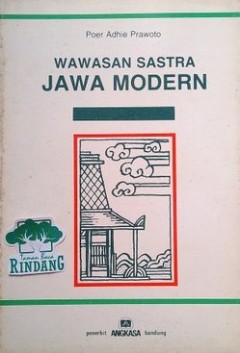 Poer Adhie Prawoto
WAWASAN SASTRA
JAWA MODERN
Taman Baca
RINDANG
penerbit ANGKASA bandung